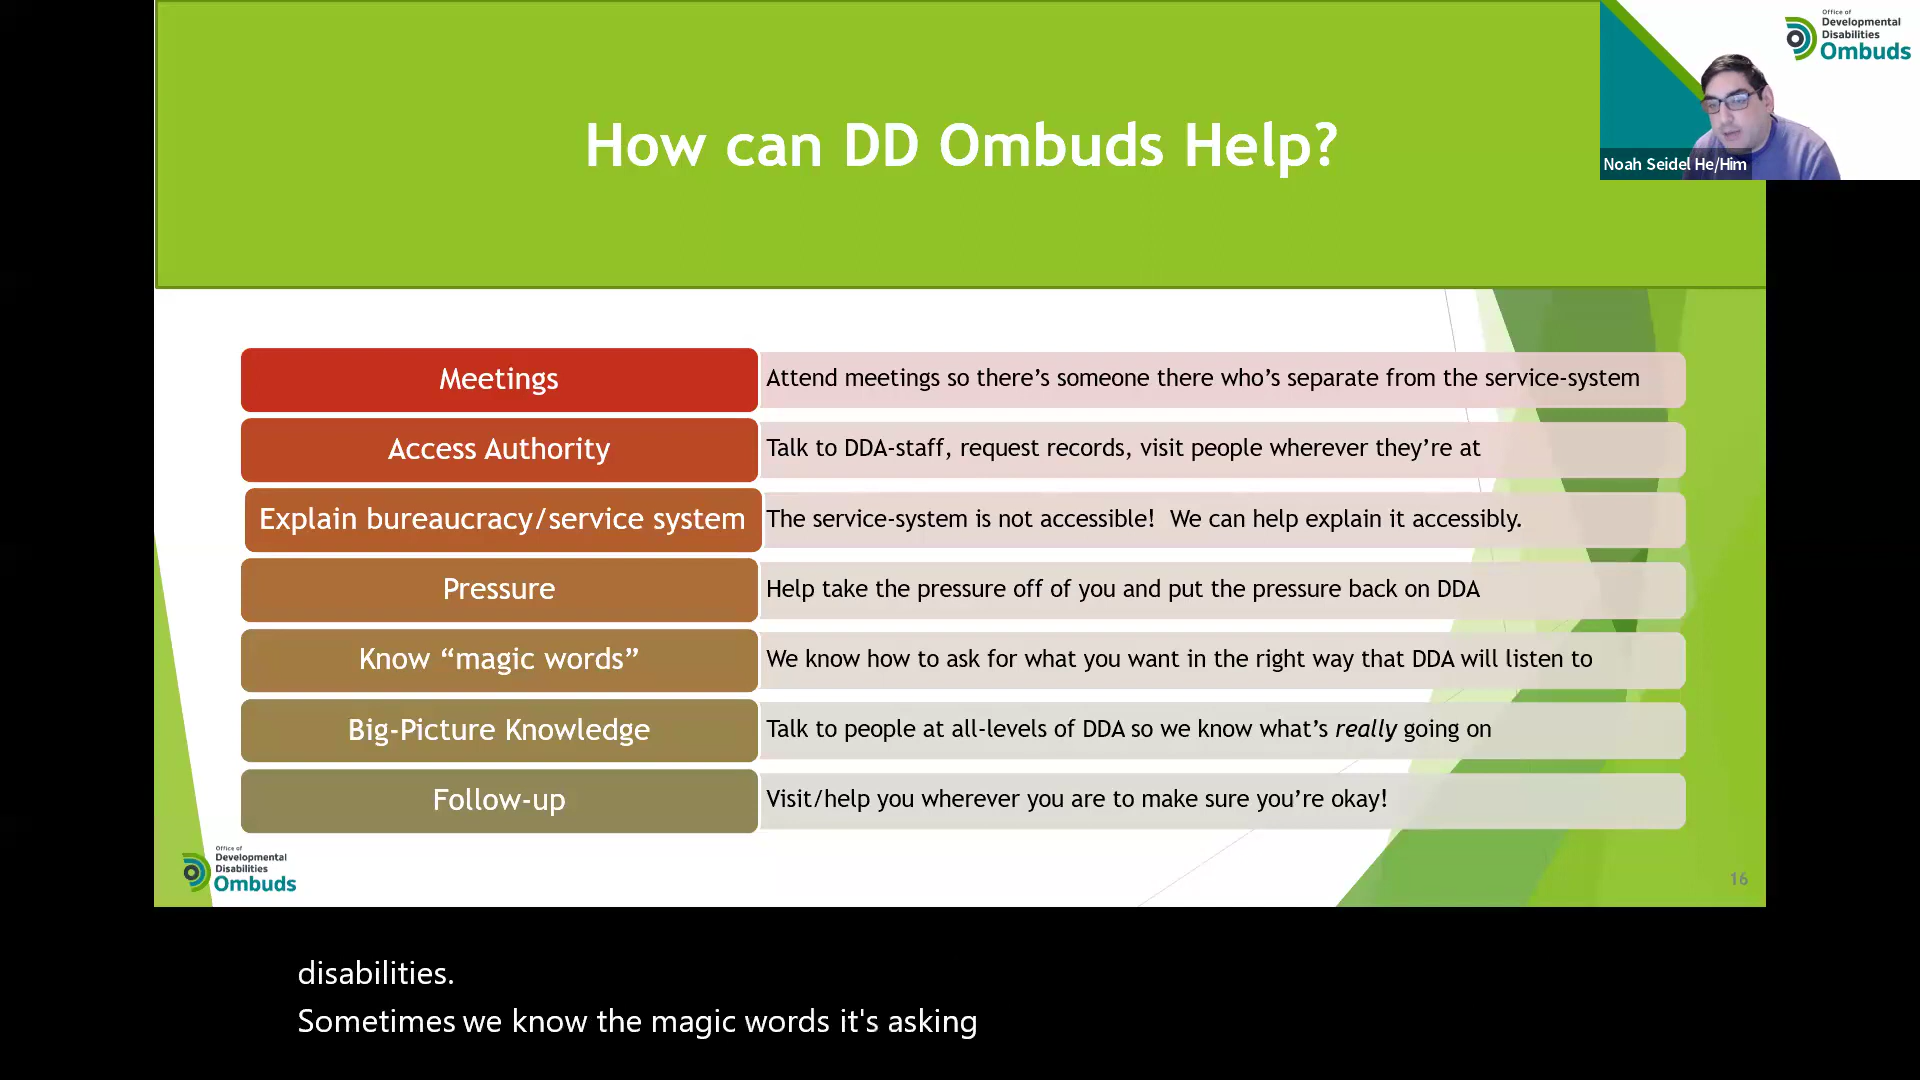 Office of
Developmental
Disabilities
Ombuds
Noah Seidel He/Him
How can DD Ombuds Help?
Meetings
Attend meetings so there’s someone there who’s separate from the service-system
Access Authority
Talk to DDA-staff, request records, visit people wherever they’re at
Explain bureaucracy/service system
The service-system is not accessible!  We can help explain it accessibly.
Pressure
Help take the pressure off of you and put the pressure back on DDA
Know “magic words”
We know how to ask for what you want in the right way that DDA will listen to
Big-Picture Knowledge
Talk to people at all-levels of DDA so we know what’s really going on
Follow-up
Visit/help you wherever you are to make sure you’re okay!
Office of
Developmental
Disabilities
Ombuds
16
disabilities.
Sometimes we know the magic words it's asking